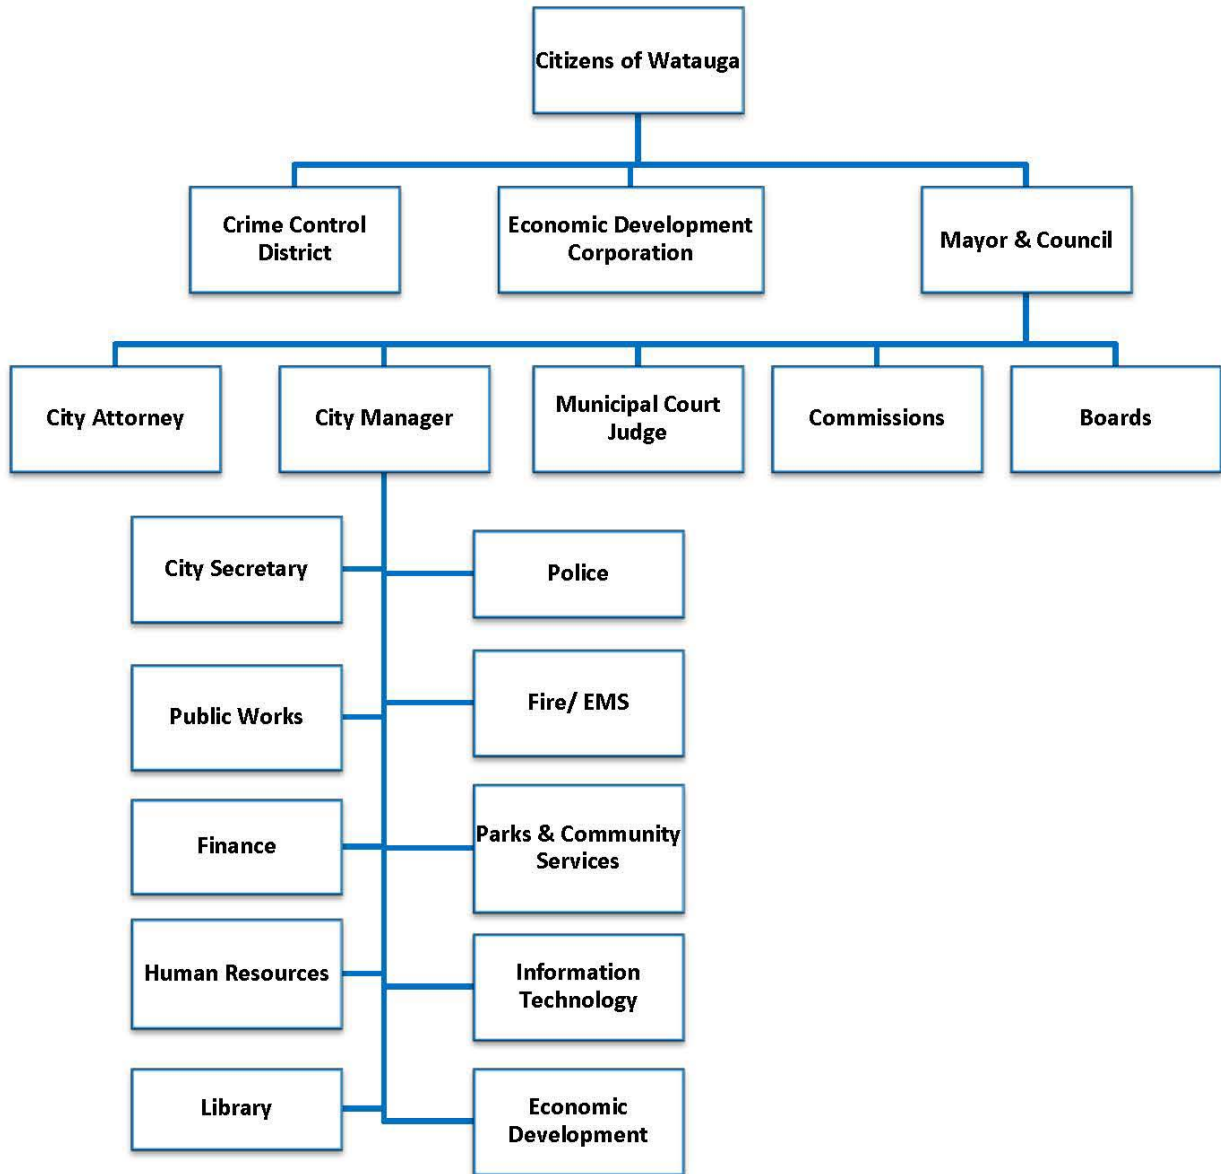 Citizens of Watauga
Crime Control
District
Economic Development
Corporation
Mayor & Council
City Attorney
City Manager
Municipal Court
Judge
Commissions
Boards
City Secretary
Police
Public Works
Fire/ EMS
Finance
Parks & Community
Services
Human Resources
Information
Technology
Library
Economic
Development